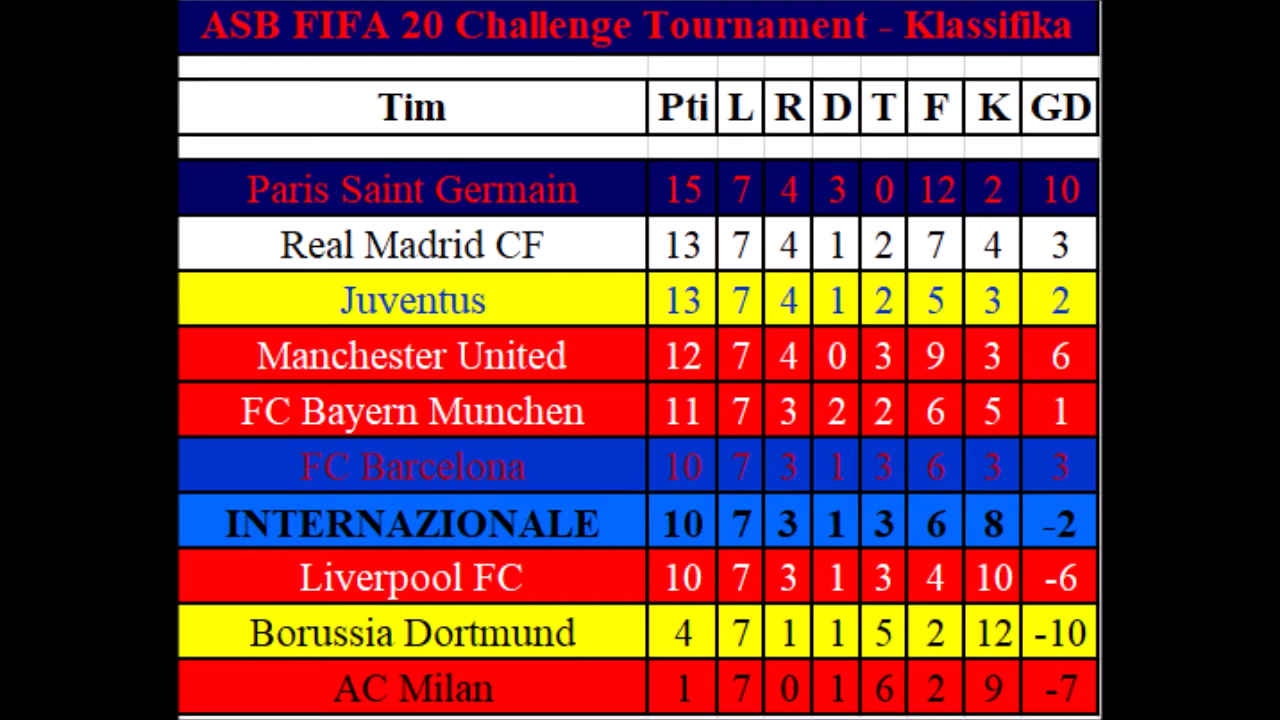 ASB FIFA 20 Challenge Tournament - Klassifika
Tim Pti L R D T F K GD
Paris Saint Germain 15 7 4 3 0 12 2 10
Real Madrid CF 13 7 4 1 2 7 4 3
Juventus 13 7 4 1 2 5 3 2
Manchester United 12 7 4 0 3 9 3 6
FC Bayern Munchen 11 7 3 2 2 6 5 1
FC Barcelona 10 7 3 1 3 6 3 3
INTERNAZIONALE 10 7 3 1 3 6 8 -2
Liverpool FC 10 7 3 1 3 4 10 -6
Borussia Dortmund 4 7 1 1 5 2 12 -10
AC Milan 1 7 0 1 6 2 9 -7